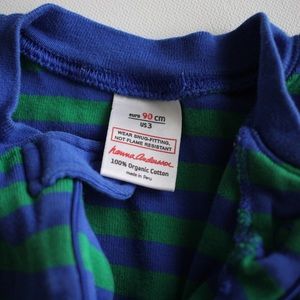 euro 90 cm
US 3
WEAR SNUG-FITTING,
NOT FLAME RESISTANT
hanna andersson
100% Organic Cotton
made in Peru